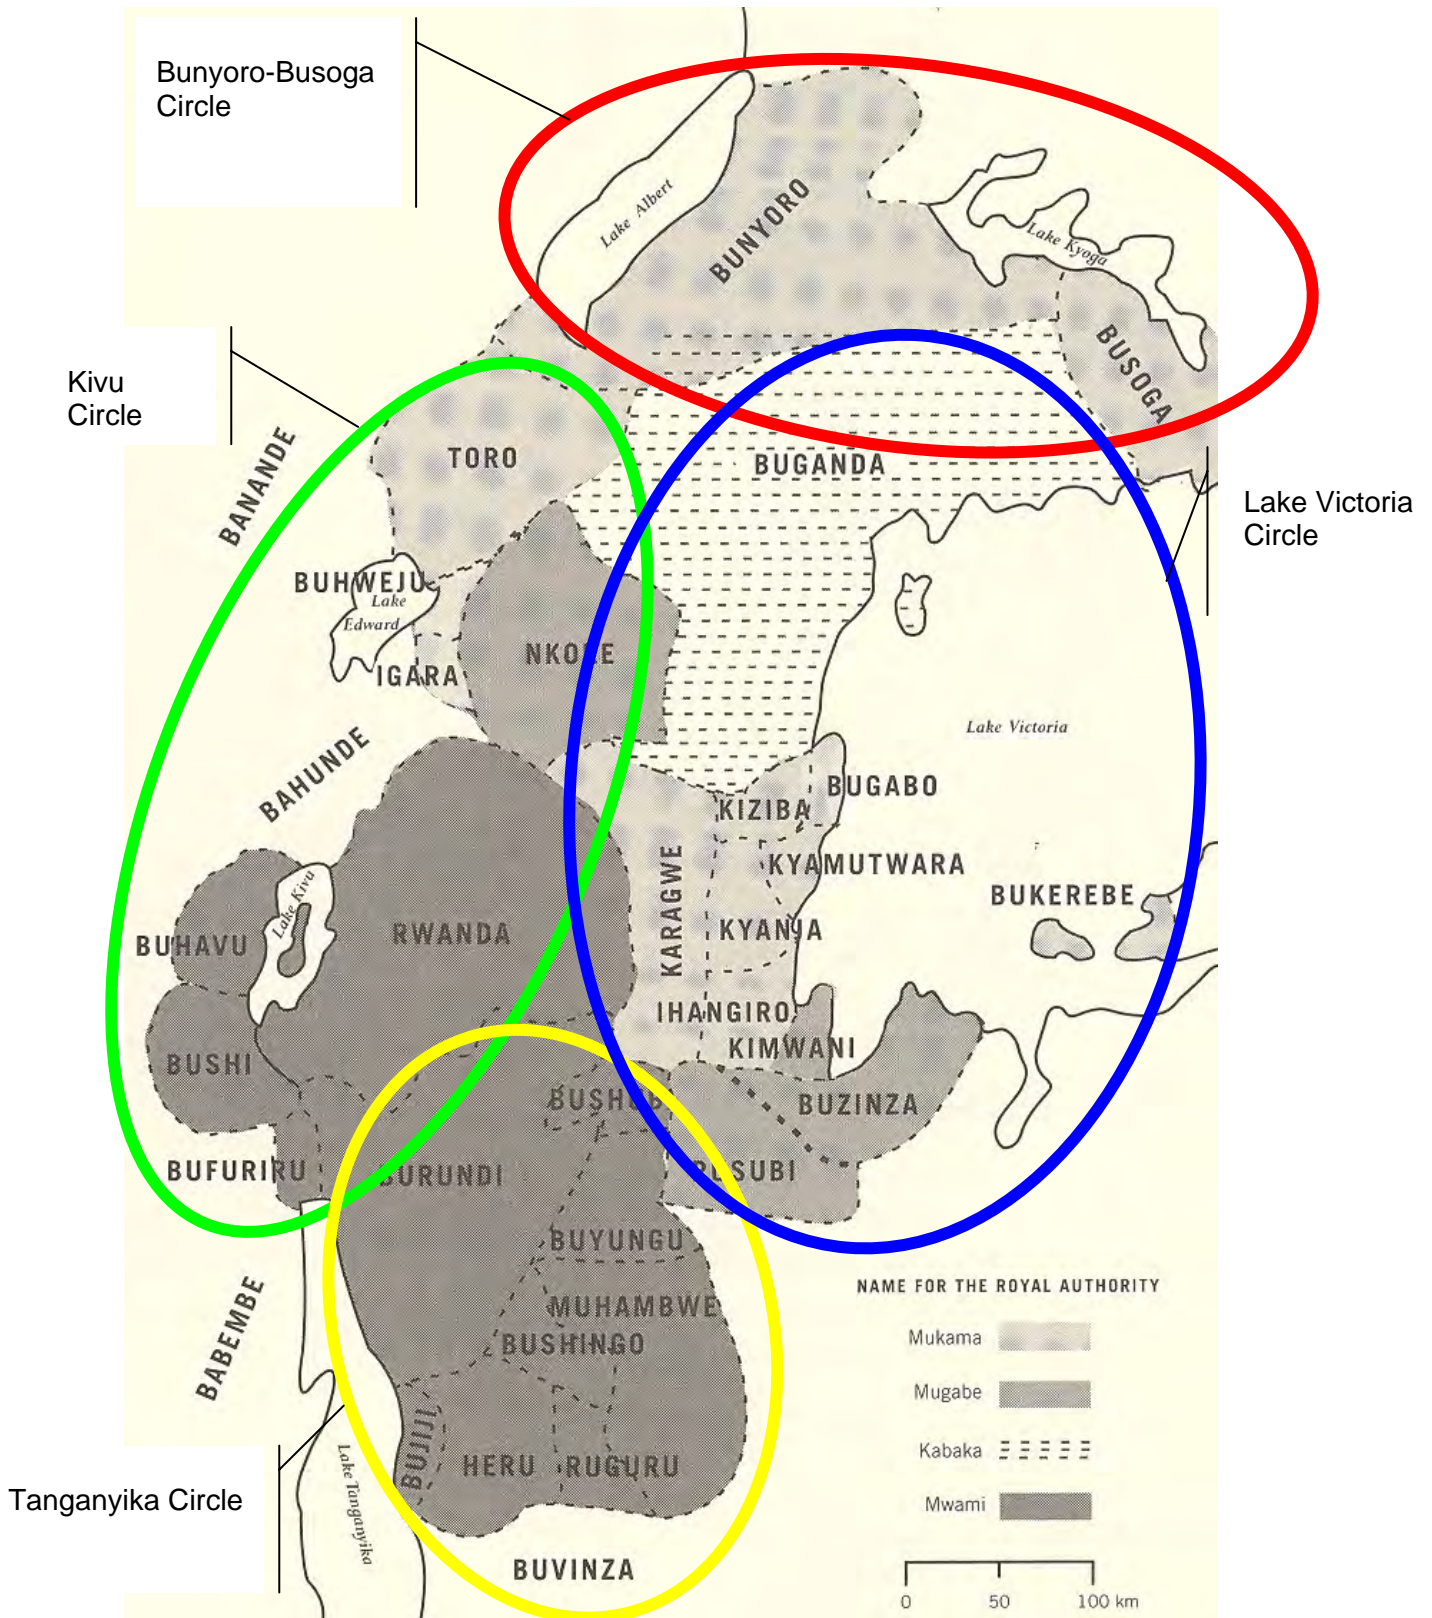 Bunyoro-Busoga
Circle
Lake Albert
BUNYORO
Lake Kyoga
BUSOGA
Kivu
Circle
BANANDE
TORO
BUGANDA
Lake Victoria
Circle
BUHWEJU
Lake
Edward
IGARA
NKORE
Lake Victoria
BAHUNDE
BUGABO
KIZIBA
KYAMUTWARA
KARAGWE
BUKEREBE
Lake Kivu
BUHAVU
RWANDA
KYANJA
IHANGIRO
KIMWANI
BUSHI
BUSHUBI
BUZINZA
BUFURIRU
BURUNDI
RUSUBI
BUYUNGU
BABEMBE
MUHAMBWE
BUSHINGO
NAME FOR THE ROYAL AUTHORITY
Mukama
Mugabe
Kabaka
Mwami
BUJIJI
HERU
RUGURU
Tanganyika Circle
Lake Tanganyika
BUVINZA
0 50 100 km